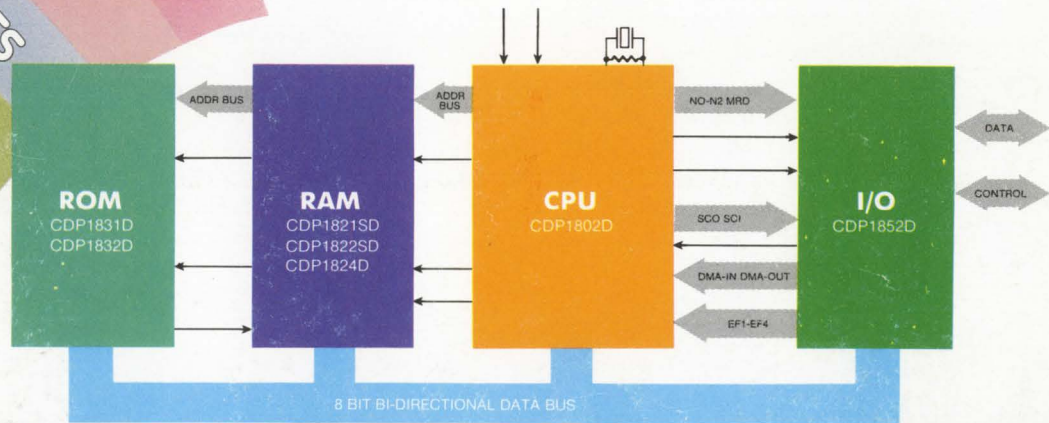 ADDR BUS
ADDR
BUS
NO-N2 MRD
DATA
ROM
CDP1831D
CDP1832D
RAM
CDP1821SD
CDP1822SD
CDP1824D
CPU
CDP1802D
I/O
CDP1852D
CONTROL
SCO SCI
DMA-IN DMA-OUT
EF1-EF4
8 BIT BI-DIRECTIONAL DATA BUS